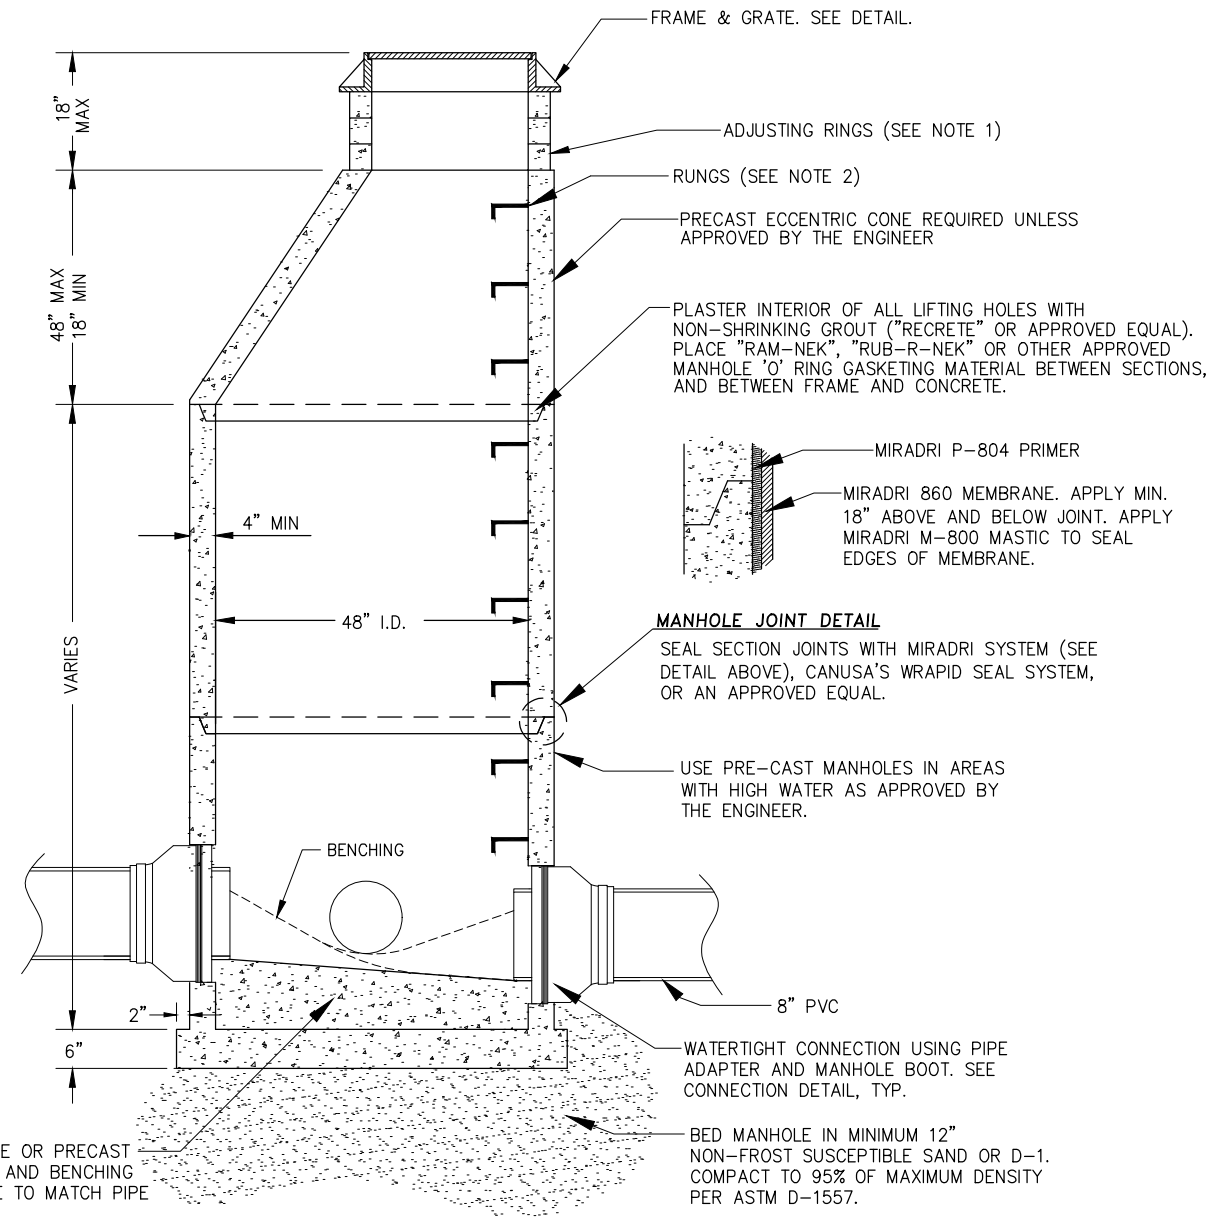 FRAME & GRATE. SEE DETAIL.
18"
MAX
ADJUSTING RINGS (SEE NOTE 1)
RUNGS (SEE NOTE 2)
PRECAST ECCENTRIC CONE REQUIRED UNLESS
APPROVED BY THE ENGINEER
48" MAX
18" MIN
PLASTER INTERIOR OF ALL LIFTING HOLES WITH
NON-SHRINKING GROUT ("RECRETE" OR APPROVED EQUAL).
PLACE "RAM-NEK", "RUB-R-NEK" OR OTHER APPROVED
MANHOLE 'O' RING GASKETING MATERIAL BETWEEN SECTIONS,
AND BETWEEN FRAME AND CONCRETE.
MIRADRI P-804 PRIMER
MIRADRI 860 MEMBRANE. APPLY MIN.
18" ABOVE AND BELOW JOINT. APPLY
MIRADRI M-800 MASTIC TO SEAL
EDGES OF MEMBRANE.
4" MIN
48" I.D.
VARIES
MANHOLE JOINT DETAIL
SEAL SECTION JOINTS WITH MIRADRI SYSTEM (SEE
DETAIL ABOVE), CANUSA'S WRAPID SEAL SYSTEM,
OR AN APPROVED EQUAL.
USE PRE-CAST MANHOLES IN AREAS
WITH HIGH WATER AS APPROVED BY
THE ENGINEER.
BENCHING
8" PVC
2"
6"
WATERTIGHT CONNECTION USING PIPE
ADAPTER AND MANHOLE BOOT. SEE
CONNECTION DETAIL, TYP.
BED MANHOLE IN MINIMUM 12"
NON-FROST SUSCEPTIBLE SAND OR D-1.
COMPACT TO 95% OF MAXIMUM DENSITY
PER ASTM D-1557.
E OR PRECAST
AND BENCHING
E TO MATCH PIPE